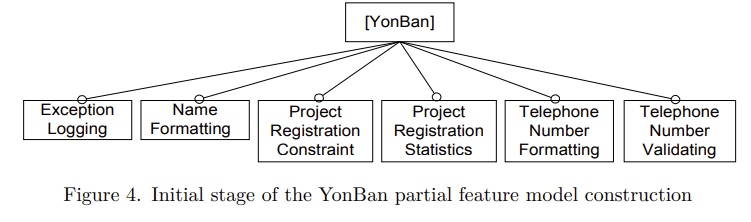 [YonBan]
Exception
Logging
Name
Formatting
Project
Registration
Constraint
Project
Registration
Statistics
Telephone
Number
Formatting
Telephone
Number
Validating
Figure 4. Initial stage of the YonBan partial feature model construction